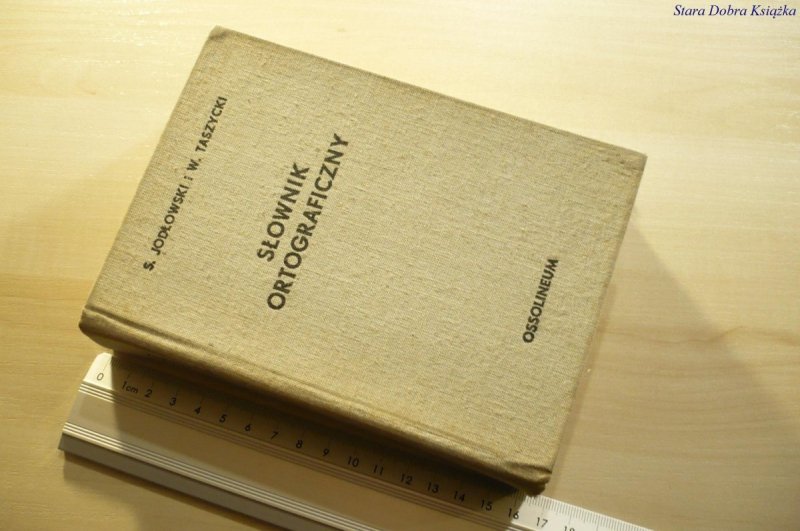 Stara Dobra Książka
S. JODŁOWSKI i W. TASZYCKI
SŁOWNIK
ORTOGRAFICZNY
OSSOLINEUM
0 1cm 2 3 4 5 6 7 8 9 10 11 12 13 14 15 16 17 18